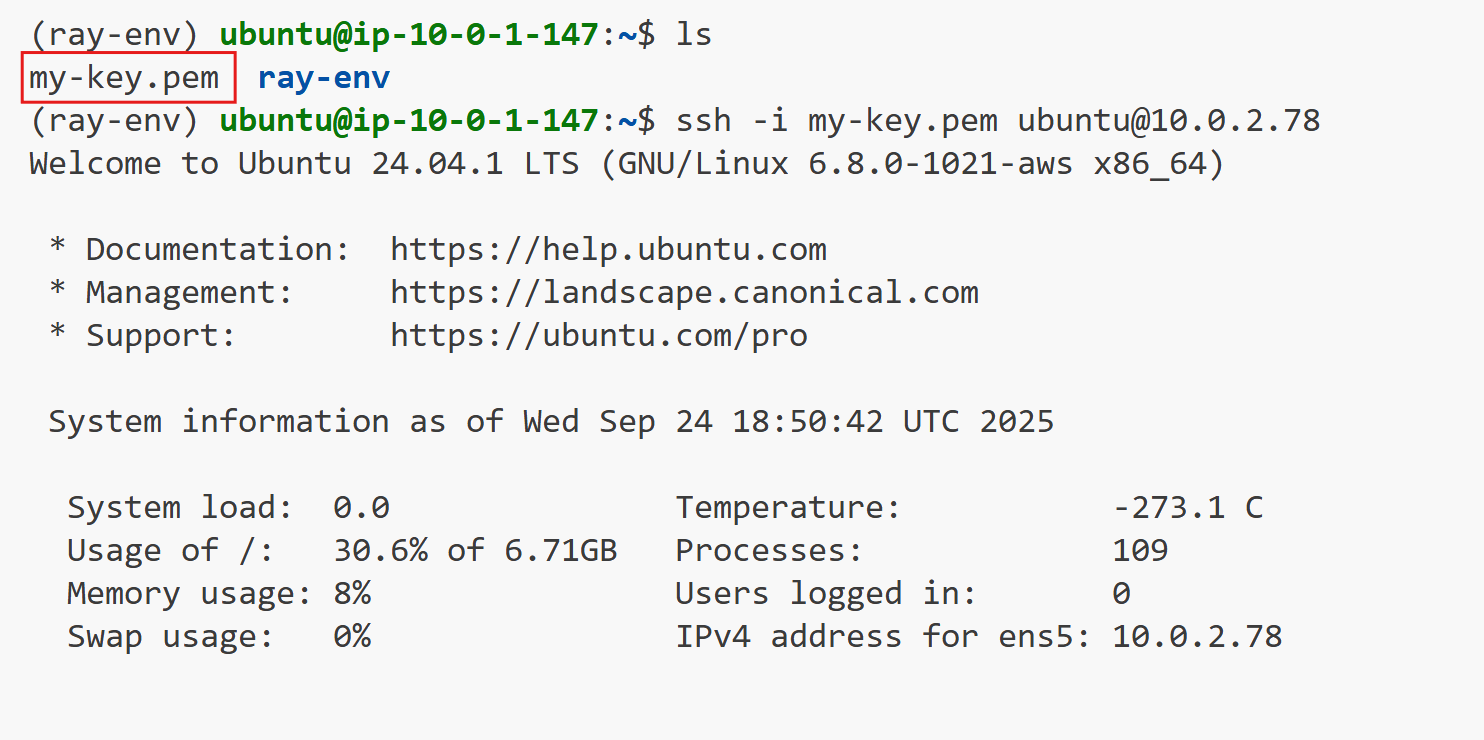 (ray-env) ubuntu@ip-10-0-1-147:~$ ls
my-key.pem  ray-env
(ray-env) ubuntu@ip-10-0-1-147:~$ ssh -i my-key.pem ubuntu@10.0.2.78
Welcome to Ubuntu 24.04.1 LTS (GNU/Linux 6.8.0-1021-aws x86_64)
* Documentation:  https://help.ubuntu.com
* Management:     https://landscape.canonical.com
* Support:        https://ubuntu.com/pro
System information as of Wed Sep 24 18:50:42 UTC 2025
System load:  0.0               Temperature:           -273.1 C
Usage of /:   30.6% of 6.71GB   Processes:             109
Memory usage: 8%                Users logged in:       0
Swap usage:   0%                IPv4 address for ens5: 10.0.2.78